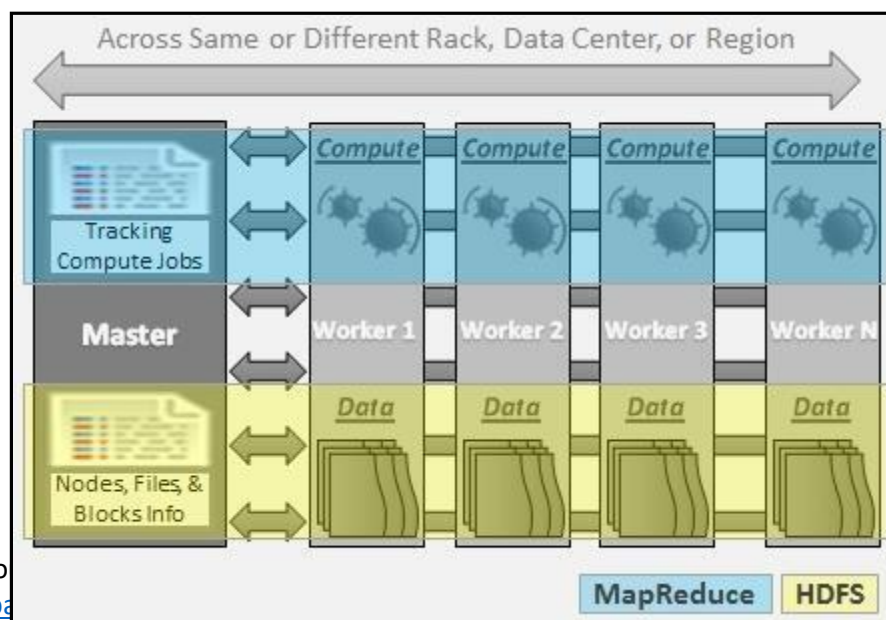 Across Same or Different Rack, Data Center, or Region
Compute Compute Compute Compute
Tracking
Compute Jobs
Master Worker 1 Worker 2 Worker 3 Worker N
Data Data Data Data
Nodes, Files, &
Blocks Info
MapReduce HDFS